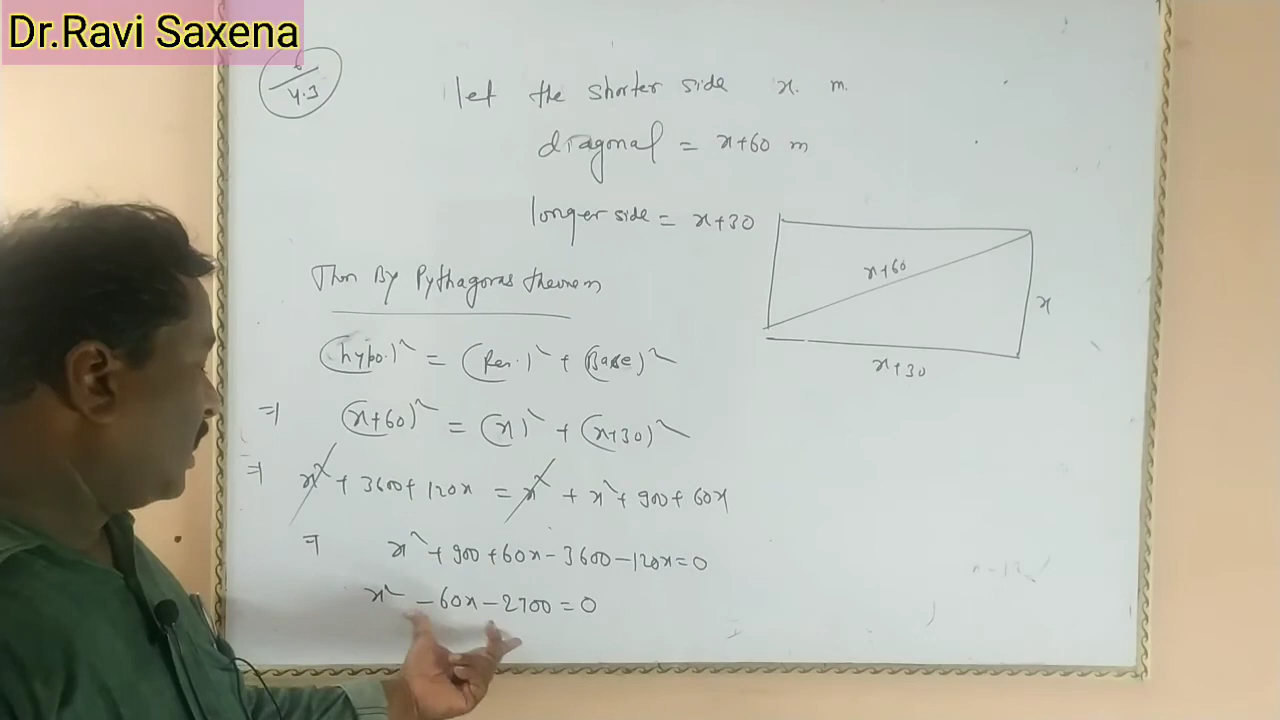 Dr.Ravi Saxena
6/4.3
let the shorter side x. m.
diagonal = x+60 m
longer side = x+30
Then By Pythagoras theorem
(hypo.)² = (Per.)² + (Base)²
⇒ (x+60)² = (x)² + (x+30)²
⇒ x² + 3600 + 120x = x² + x² + 900 + 60x
⇒ x² + 900 + 60x - 3600 - 120x = 0
x² - 60x - 2700 = 0
x+60
x
x+30